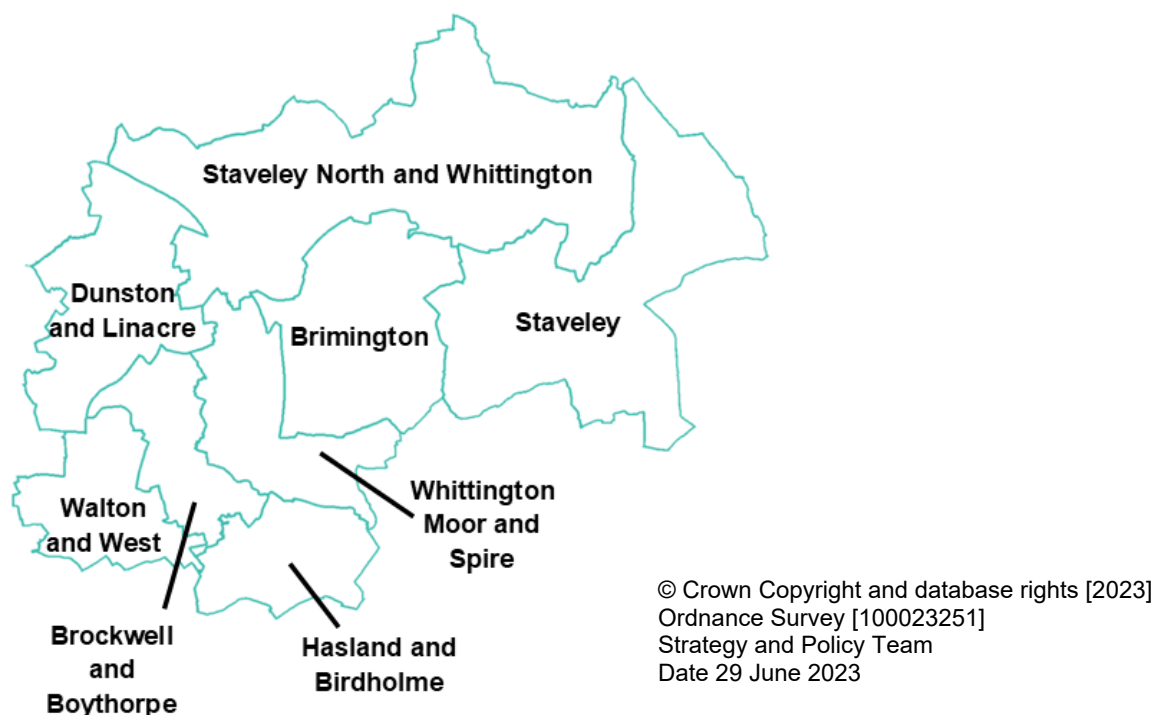 Staveley North and Whittington
Dunston
and Linacre
Brimington
Staveley
Walton
and West
Whittington
Moor and
Spire
Brockwell
and
Boythorpe
Hasland and
Birdholme
© Crown Copyright and database rights [2023]
Ordnance Survey [100023251]
Strategy and Policy Team
Date 29 June 2023